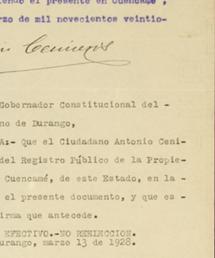 el presente en Cuencamé,
rzo de mil novecientos veintio-
Ceniceros
Gobernador Constitucional del -
no de Durango,
Az- Que el Ciudadano Antonio Ceni-
del Registro Público de la Propie-
Cuencamé, de este Estado, en la -
el presente documento, y que es-
irma que antecede.
EFECTIVO.-NO REELECCION.
urango, marzo 13 de 1928.